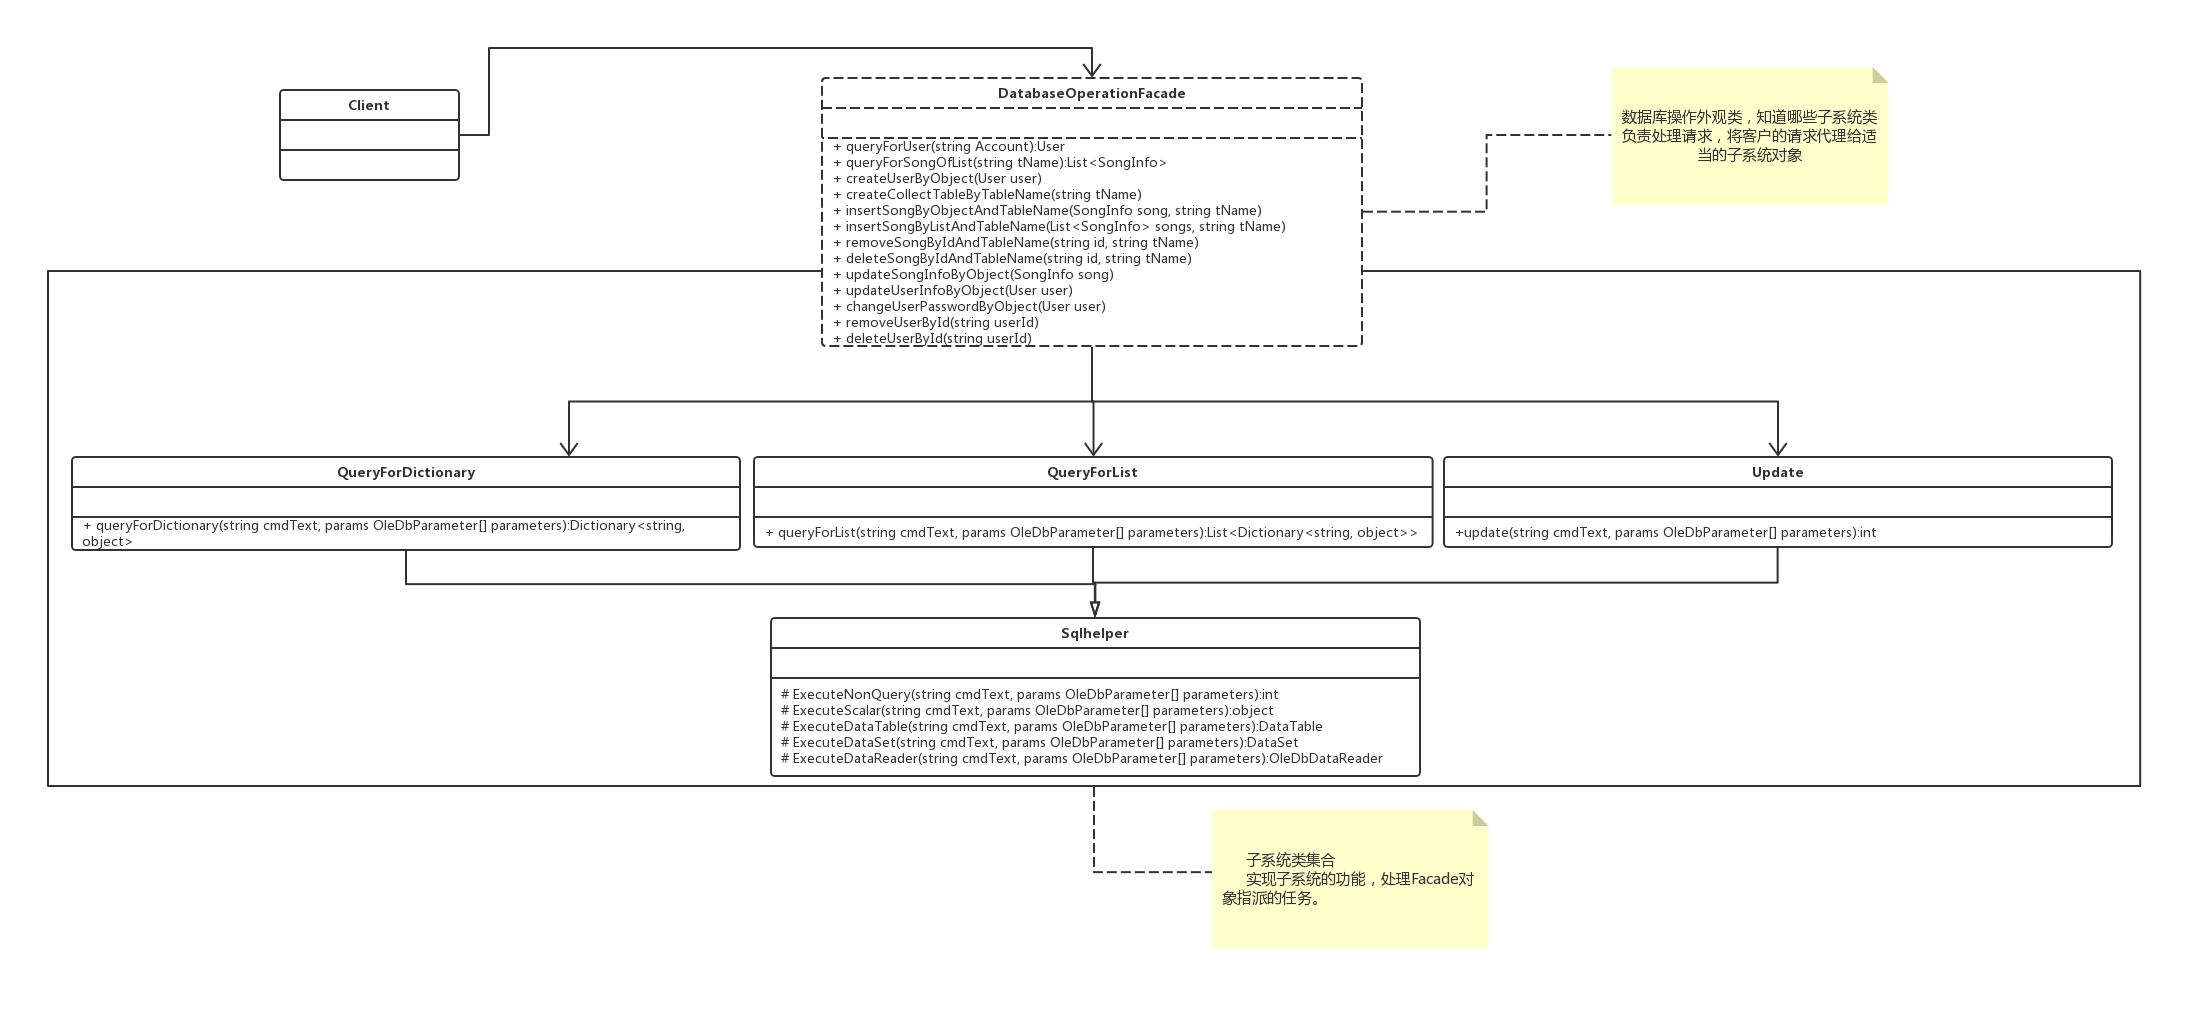 Client
DatabaseOperationFacade
+ queryForUser(string Account):User
+ queryForSongOfList(string tName):List<SongInfo>
+ createUserByObject(User user)
+ createCollectTableByTableName(string tName)
+ insertSongByObjectAndTableName(SongInfo song, string tName)
+ insertSongByListAndTableName(List<SongInfo> songs, string tName)
+ removeSongByIdAndTableName(string id, string tName)
+ deleteSongByIdAndTableName(string id, string tName)
+ updateSongInfoByObject(SongInfo song)
+ updateUserInfoByObject(User user)
+ changeUserPasswordByObject(User user)
+ removeUserById(string userId)
+ deleteUserById(string userId)
数据库操作外观类，知道哪些子系统类
负责处理请求，将客户的请求代理给适
当的子系统对象
QueryForDictionary
+ queryForDictionary(string cmdText, params OleDbParameter[] parameters):Dictionary<string,
object>
QueryForList
+ queryForList(string cmdText, params OleDbParameter[] parameters):List<Dictionary<string, object>>
Update
+update(string cmdText, params OleDbParameter[] parameters):int
Sqlhelper
# ExecuteNonQuery(string cmdText, params OleDbParameter[] parameters):int
# ExecuteScalar(string cmdText, params OleDbParameter[] parameters):object
# ExecuteDataTable(string cmdText, params OleDbParameter[] parameters):DataTable
# ExecuteDataSet(string cmdText, params OleDbParameter[] parameters):DataSet
# ExecuteDataReader(string cmdText, params OleDbParameter[] parameters):OleDbDataReader
子系统类集合
实现子系统的功能，处理Facade对
象指派的任务。